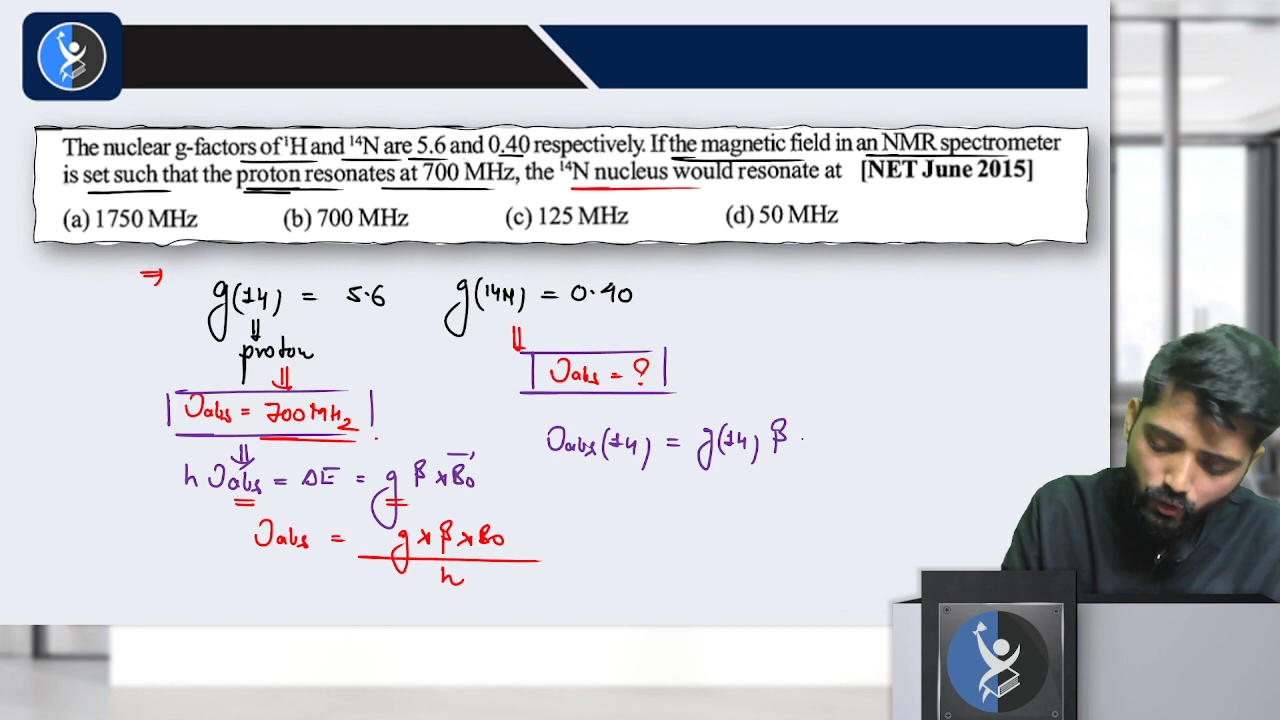 The nuclear g-factors of ¹H and ¹⁴N are 5.6 and 0.40 respectively. If the magnetic field in an NMR spectrometer
is set such that the proton resonates at 700 MHz, the ¹⁴N nucleus would resonate at [NET June 2015]
(a) 1750 MHz (b) 700 MHz (c) 125 MHz (d) 50 MHz
⇒ g(1H) = 5.6 g(14N) = 0.40
⇓ ⇓
proton
⇓ νabs = ?
νabs = 700 MHz
⇓ νabs(1H) = g(1H) β .
h νabs = ΔE = g β × B₀
νabs = g × β × B₀
h